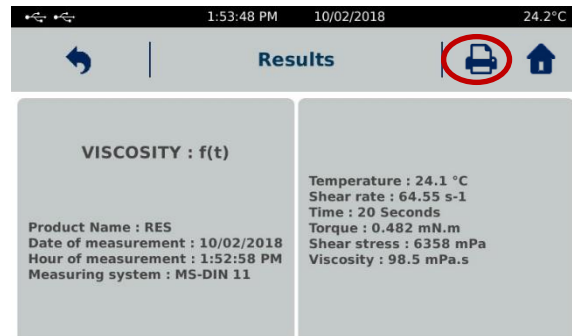 1:53:48 PM 10/02/2018 24.2°C
Results
VISCOSITY : f(t)
Product Name : RES
Date of measurement : 10/02/2018
Hour of measurement : 1:52:58 PM
Measuring system : MS-DIN 11
Temperature : 24.1 °C
Shear rate : 64.55 s-1
Time : 20 Seconds
Torque : 0.482 mN.m
Shear stress : 6358 mPa
Viscosity : 98.5 mPa.s